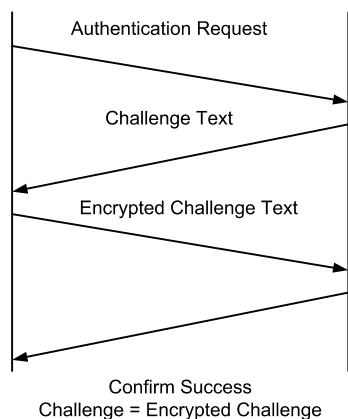 Authentication Request
Challenge Text
Encrypted Challenge Text
Confirm Success
Challenge = Encrypted Challenge